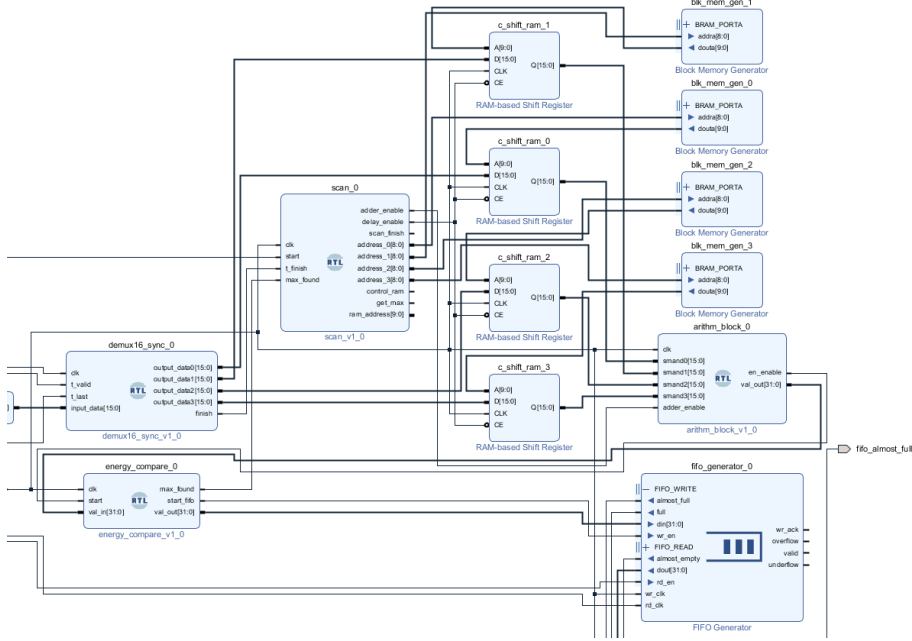 blk_mem_gen_1
BRAM_PORTA
addra[8:0]
douta[9:0]
Block Memory Generator
c_shift_ram_1
A[9:0]
D[15:0]
CLK
CE
Q[15:0]
RAM-based Shift Register
blk_mem_gen_0
BRAM_PORTA
addra[8:0]
douta[9:0]
Block Memory Generator
c_shift_ram_0
A[9:0]
D[15:0]
CLK
CE
Q[15:0]
RAM-based Shift Register
blk_mem_gen_2
BRAM_PORTA
addra[8:0]
douta[9:0]
Block Memory Generator
scan_0
clk
start
t_finish
max_found
RTL
adder_enable
delay_enable
scan_finish
address_0[8:0]
address_1[8:0]
address_2[8:0]
address_3[8:0]
control_ram
get_max
ram_address[9:0]
scan_v1_0
blk_mem_gen_3
BRAM_PORTA
addra[8:0]
douta[9:0]
Block Memory Generator
c_shift_ram_2
A[9:0]
D[15:0]
CLK
CE
Q[15:0]
RAM-based Shift Register
arithm_block_0
clk
smand0[15:0]
smand1[15:0]
smand2[15:0]
smand3[15:0]
adder_enable
RTL
en_enable
val_out[31:0]
arithm_block_v1_0
demux16_sync_0
clk
t_valid
t_last
input_data[15:0]
RTL
output_data0[15:0]
output_data1[15:0]
output_data2[15:0]
output_data3[15:0]
finish
demux16_sync_v1_0
c_shift_ram_3
A[9:0]
D[15:0]
CLK
CE
Q[15:0]
RAM-based Shift Register
fifo_almost_full
energy_compare_0
clk
start
val_in[31:0]
RTL
max_found
start_fifo
val_out[31:0]
energy_compare_v1_0
fifo_generator_0
FIFO_WRITE
almost_full
full
din[31:0]
wr_en
FIFO_READ
almost_empty
dout[31:0]
rd_en
wr_clk
rd_clk
wr_ack
overflow
valid
underflow
FIFO Generator